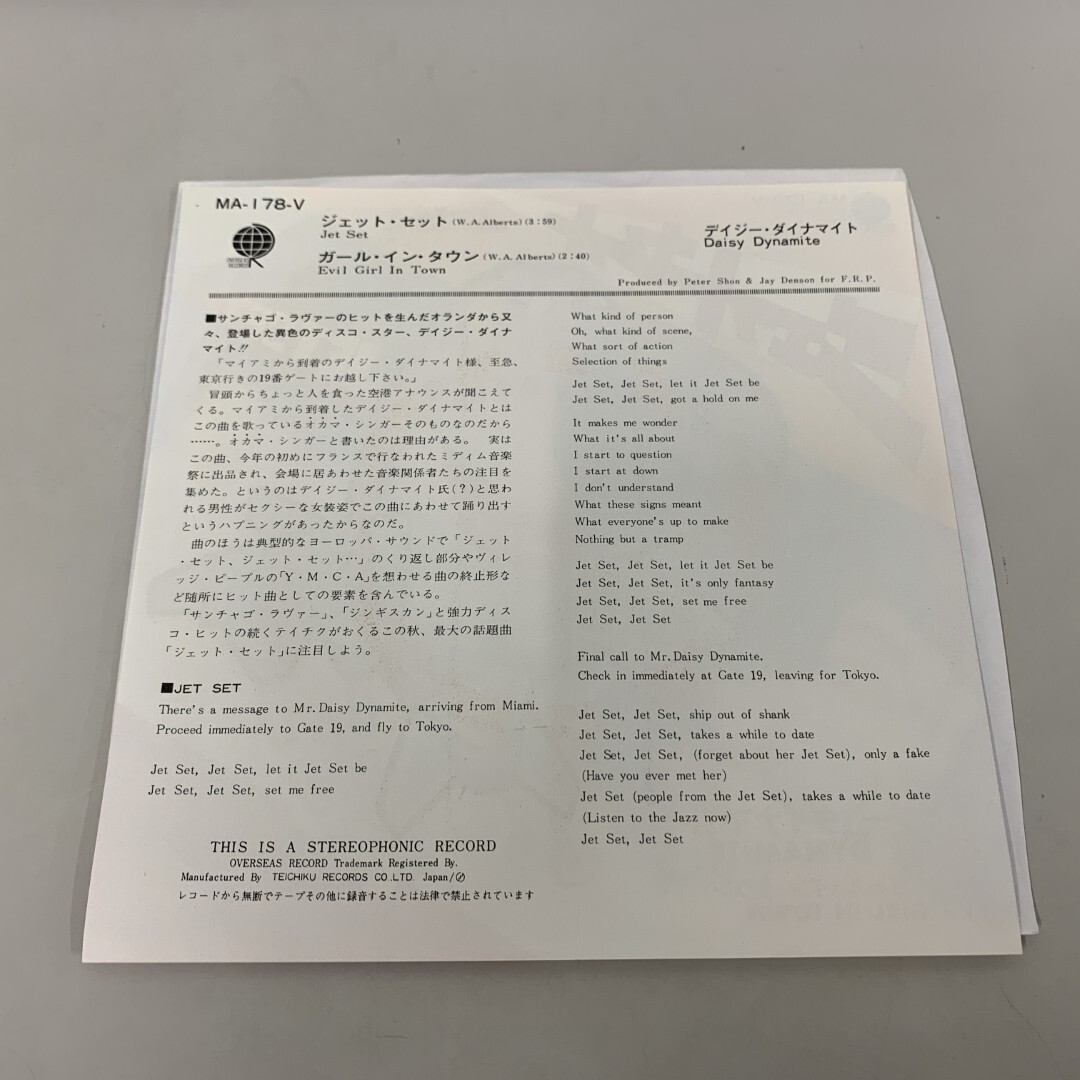 MA-178-V
ジェット・セット (W.A.Alberts)(3:59)
Jet Set
ガール・イン・タウン (W.A.Alberts)(2:40)
Evil Girl In Town
デイジー・ダイナマイト
Daisy Dynamite
Produced by Peter Shon & Jay Denson for F.R.P.
■サンチャゴ・ラヴァーのヒットを生んだオランダから又
々、登場した異色のディスコ・スター、デイジー・ダイナ
マイト!!
「マイアミから到着のデイジー・ダイナマイト様、至急、
東京行きの19番ゲートにお越し下さい。」
冒頭からちょっと人を食った空港アナウンスが聞こえて
くる。マイアミから到着したデイジー・ダイナマイトとは
この曲を歌っているオカマ・シンガーそのものなのだから
……。オカマ・シンガーと書いたのは理由がある。 実は
この曲、今年の初めにフランスで行なわれたミディム音楽
祭に出品され、会場に居あわせた音楽関係者たちの注目を
集めた。というのはデイジー・ダイナマイト氏(?)と思わ
れる男性がセクシーな女装姿でこの曲にあわせて踊り出す
というハプニングがあったからなのだ。
曲のほうは典型的なヨーロッパ・サウンドで「ジェット
・セット、ジェット・セット…」のくり返し部分やヴィレ
ッジ・ピープルの「Y・M・C・A」を想わせる曲の終止形な
ど随所にヒット曲としての要素を含んでいる。
「サンチャゴ・ラヴァー」、「ジンギスカン」と強力ディス
コ・ヒットの続くテイチクがおくるこの秋、最大の話題曲
「ジェット・セット」に注目しよう。
■JET SET
There's a message to Mr. Daisy Dynamite, arriving from Miami.
Proceed immediately to Gate 19, and fly to Tokyo.
Jet Set, Jet Set, let it Jet Set be
Jet Set, Jet Set, set me free
What kind of person
Oh, what kind of scene,
What sort of action
Selection of things
Jet Set, Jet Set, let it Jet Set be
Jet Set, Jet Set, got a hold on me
It makes me wonder
What it's all about
I start to question
I start at down
I don't understand
What these signs meant
What everyone's up to make
Nothing but a tramp
Jet Set, Jet Set, let it Jet Set be
Jet Set, Jet Set, it's only fantasy
Jet Set, Jet Set, set me free
Jet Set, Jet Set
Final call to Mr. Daisy Dynamite.
Check in immediately at Gate 19, leaving for Tokyo.
Jet Set, Jet Set, ship out of shank
Jet Set, Jet Set, takes a while to date
Jet Set, Jet Set, (forget about her Jet Set), only a fake
(Have you ever met her)
Jet Set (people from the Jet Set), takes a while to date
(Listen to the Jazz now)
Jet Set, Jet Set
THIS IS A STEREOPHONIC RECORD
OVERSEAS RECORD Trademark Registered By.
Manufactured By TEICHIKU RECORDS CO.,LTD. Japan/Ⓟ
レコードから無断でテープその他に録音することは法律で禁止されています